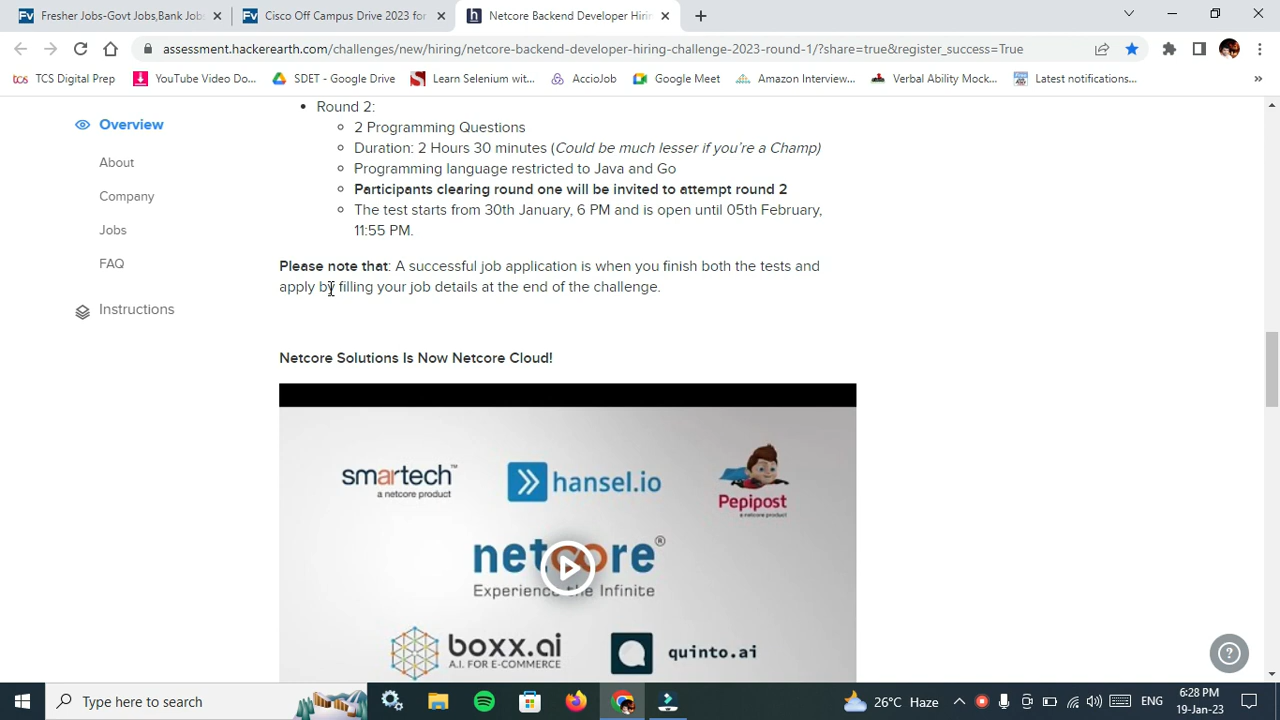 Fresher Jobs-Govt Jobs,Bank Job
Cisco Off Campus Drive 2023 for
Netcore Backend Developer Hirin
assessment.hackerearth.com/challenges/new/hiring/netcore-backend-developer-hiring-challenge-2023-round-1/?share=true&register_success=True
TCS Digital Prep
YouTube Video Do...
SDET - Google Drive
Learn Selenium wit...
AccioJob
Google Meet
Amazon Interview...
Verbal Ability Mock...
Latest notifications...
Overview
About
Company
Jobs
FAQ
Instructions
• Round 2:
2 Programming Questions
Duration: 2 Hours 30 minutes (Could be much lesser if you're a Champ)
Programming language restricted to Java and Go
Participants clearing round one will be invited to attempt round 2
The test starts from 30th January, 6 PM and is open until 05th February,
11:55 PM.
Please note that: A successful job application is when you finish both the tests and
apply by filling your job details at the end of the challenge.
Netcore Solutions Is Now Netcore Cloud!
smartech™
a netcore product
hansel.io
Pepipost
a netcore product
netcore®
Experience the Infinite
boxx.ai
A.I. FOR E-COMMERCE
quinto.ai
Type here to search
26°C Haze
ENG
6:28 PM
19-Jan-23